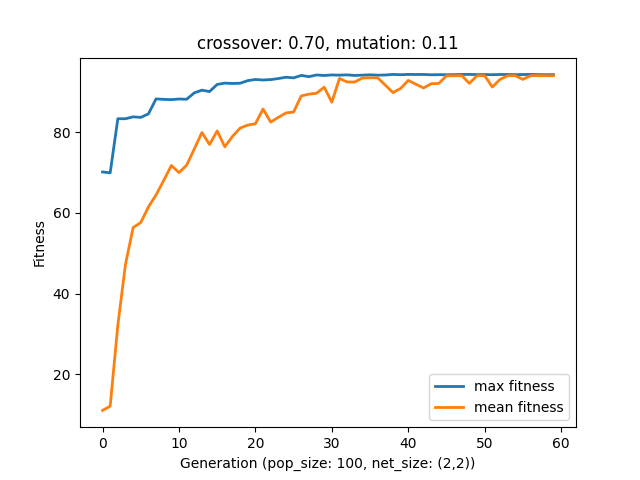 crossover: 0.70, mutation: 0.11
Fitness
80
60
40
20
0
10
20
30
40
50
60
max fitness
mean fitness
Generation (pop_size: 100, net_size: (2,2))